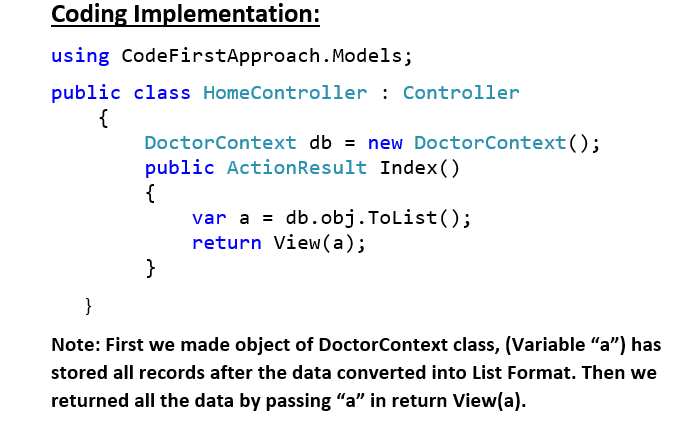 Coding Implementation:
using CodeFirstApproach.Models;
public class HomeController : Controller
{
DoctorContext db = new DoctorContext();
public ActionResult Index()
{
var a = db.obj.ToList();
return View(a);
}
}
Note: First we made object of DoctorContext class, (Variable “a”) has
stored all records after the data converted into List Format. Then we
returned all the data by passing “a” in return View(a).